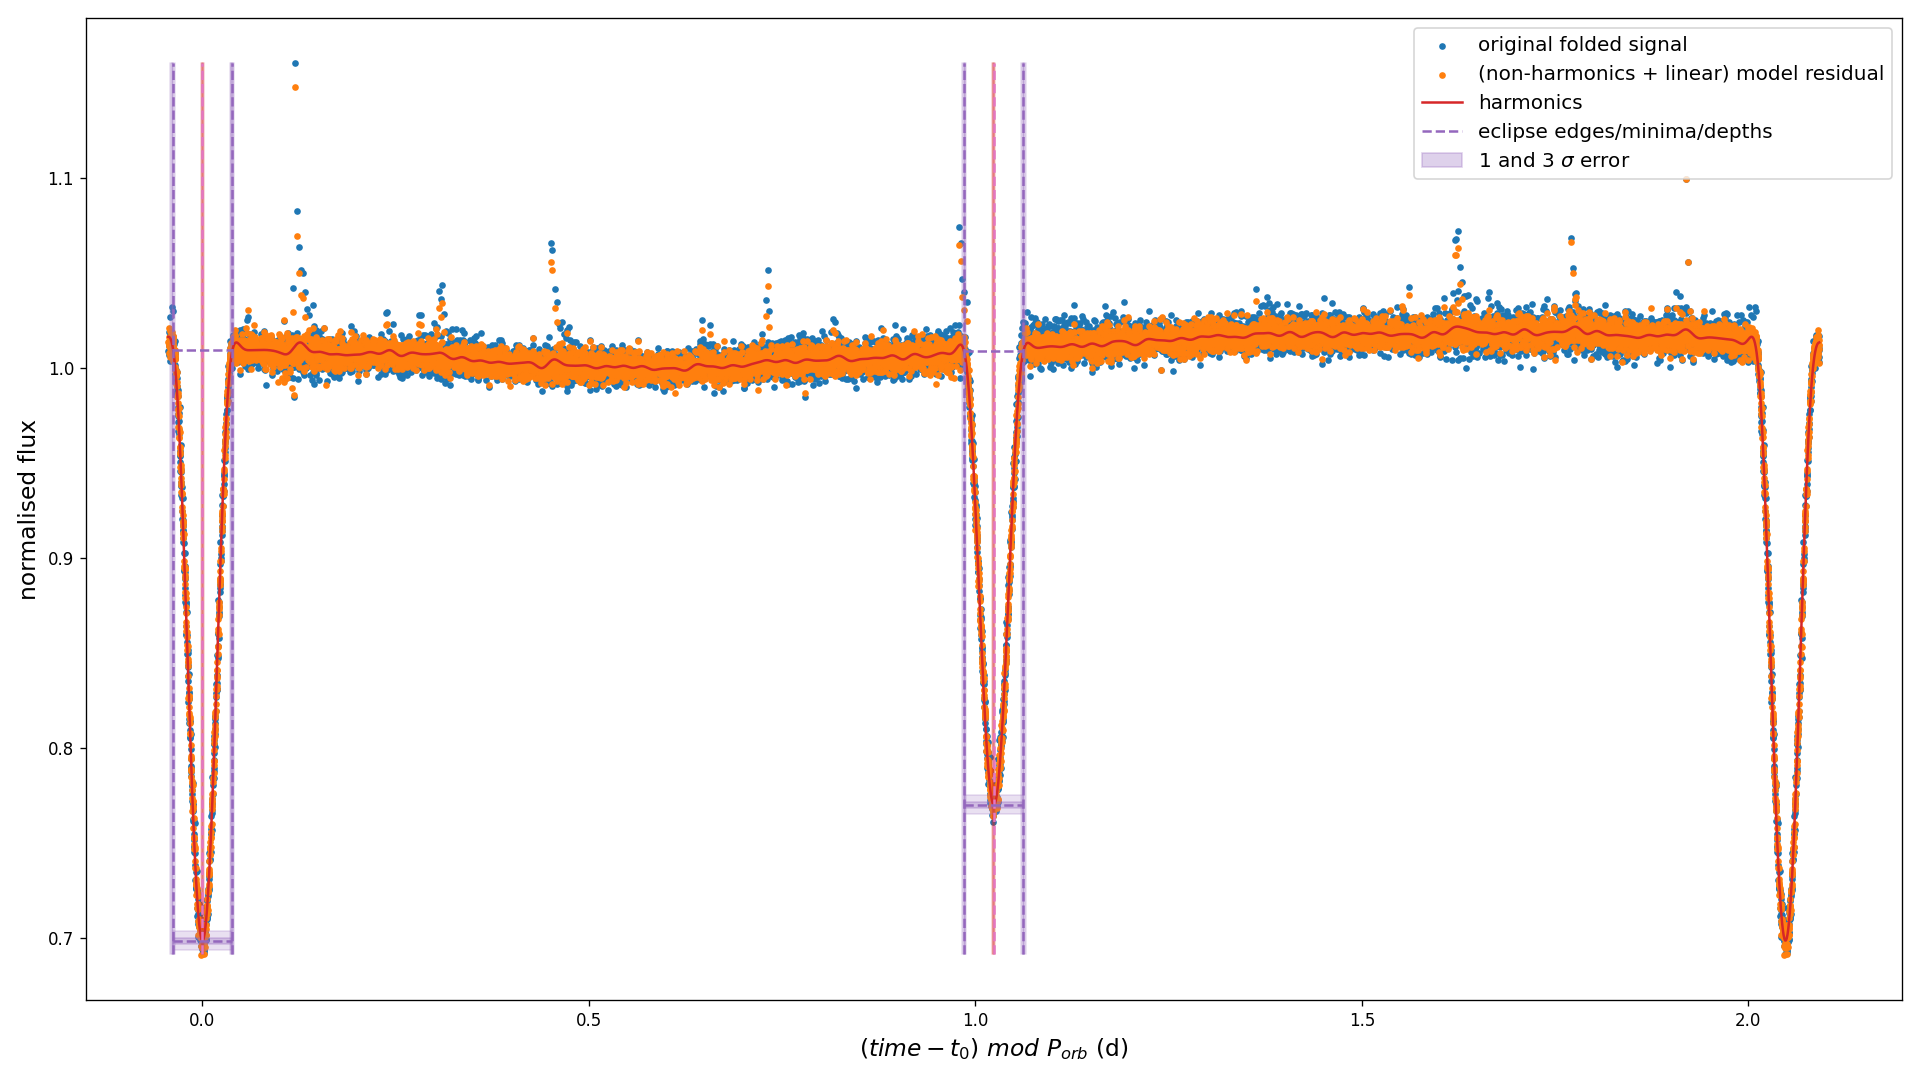 original folded signal
(non-harmonics + linear) model residual
harmonics
eclipse edges/minima/depths
1 and 3 σ error
normalised flux
1.1
1.0
0.9
0.8
0.7
0.0 0.5 1.0 1.5 2.0
(time − t₀) mod P_orb (d)